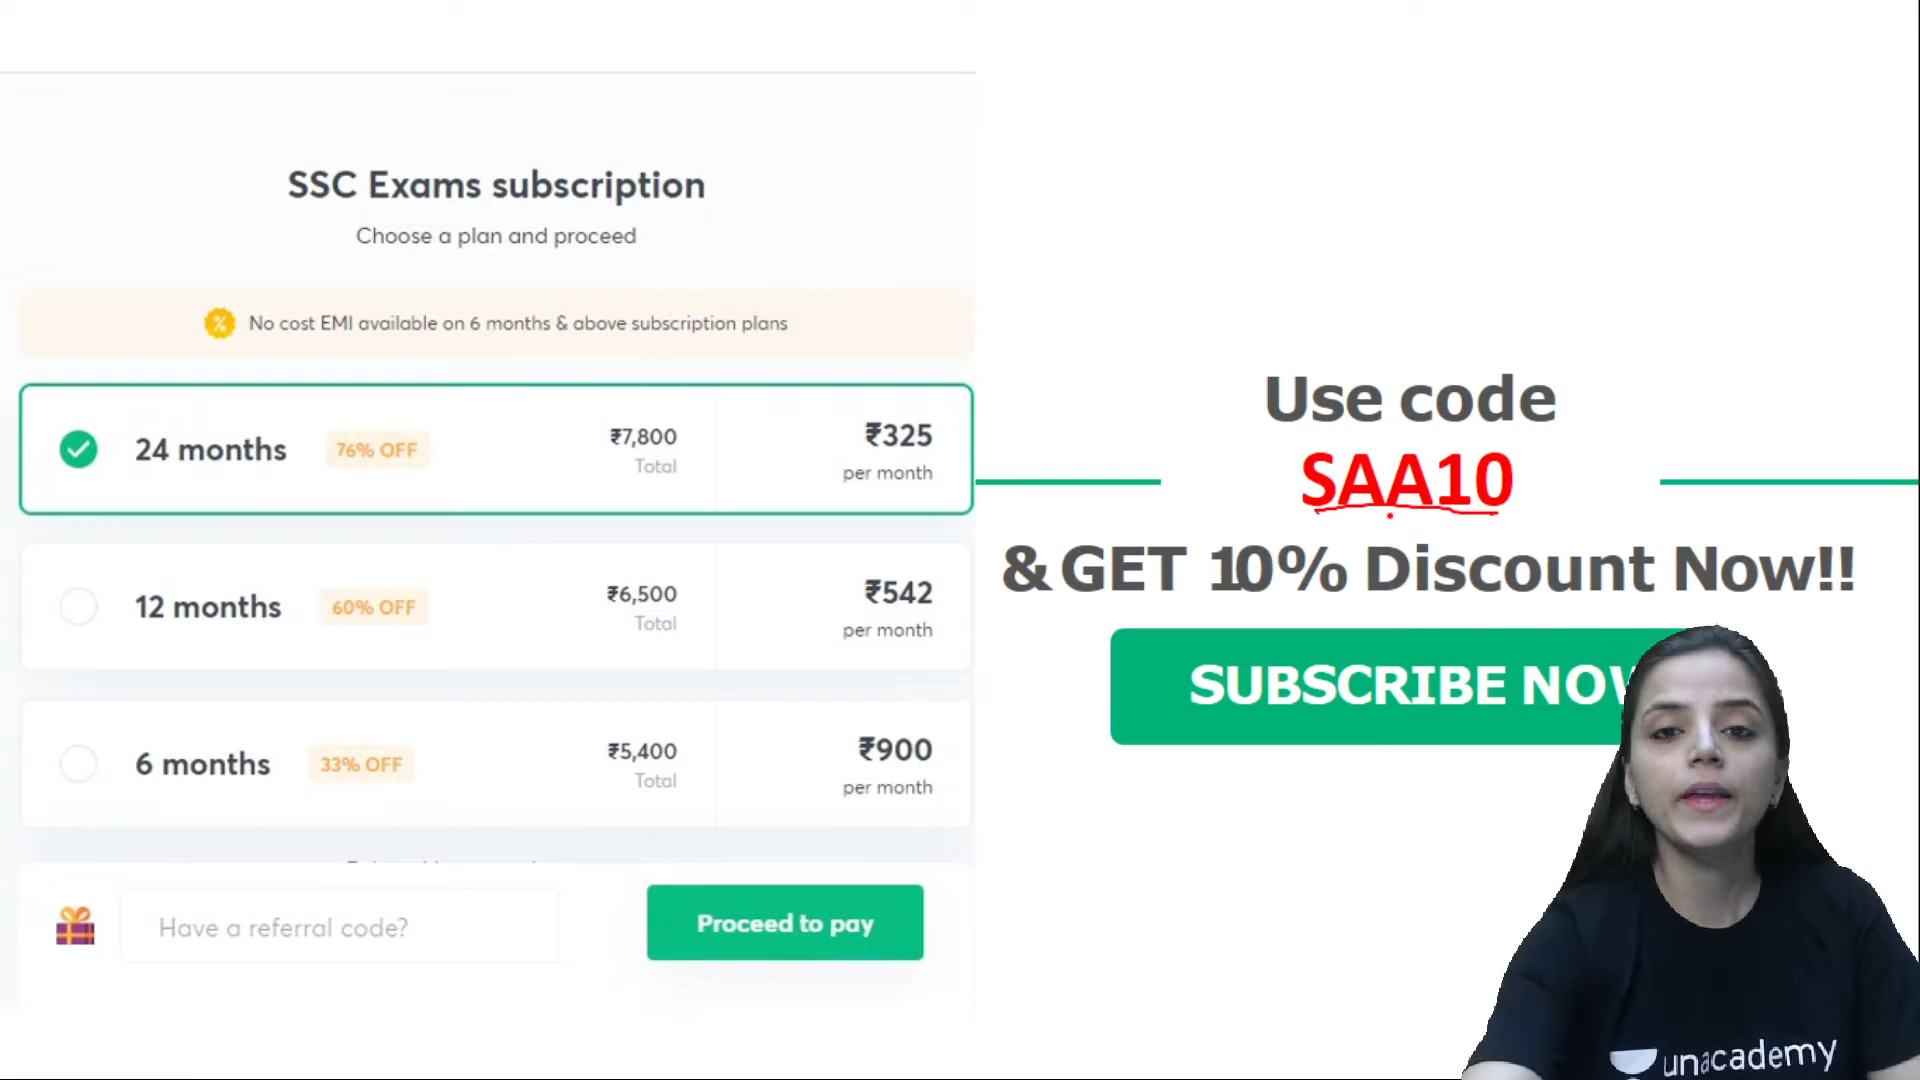 SSC Exams subscription
Choose a plan and proceed
No cost EMI available on 6 months & above subscription plans
24 months 76% OFF ₹7,800 Total ₹325 per month
12 months 60% OFF ₹6,500 Total ₹542 per month
6 months 33% OFF ₹5,400 Total ₹900 per month
Have a referral code? Proceed to pay
Use code
SAA10
& GET 10% Discount Now!!
SUBSCRIBE NOW
unacademy